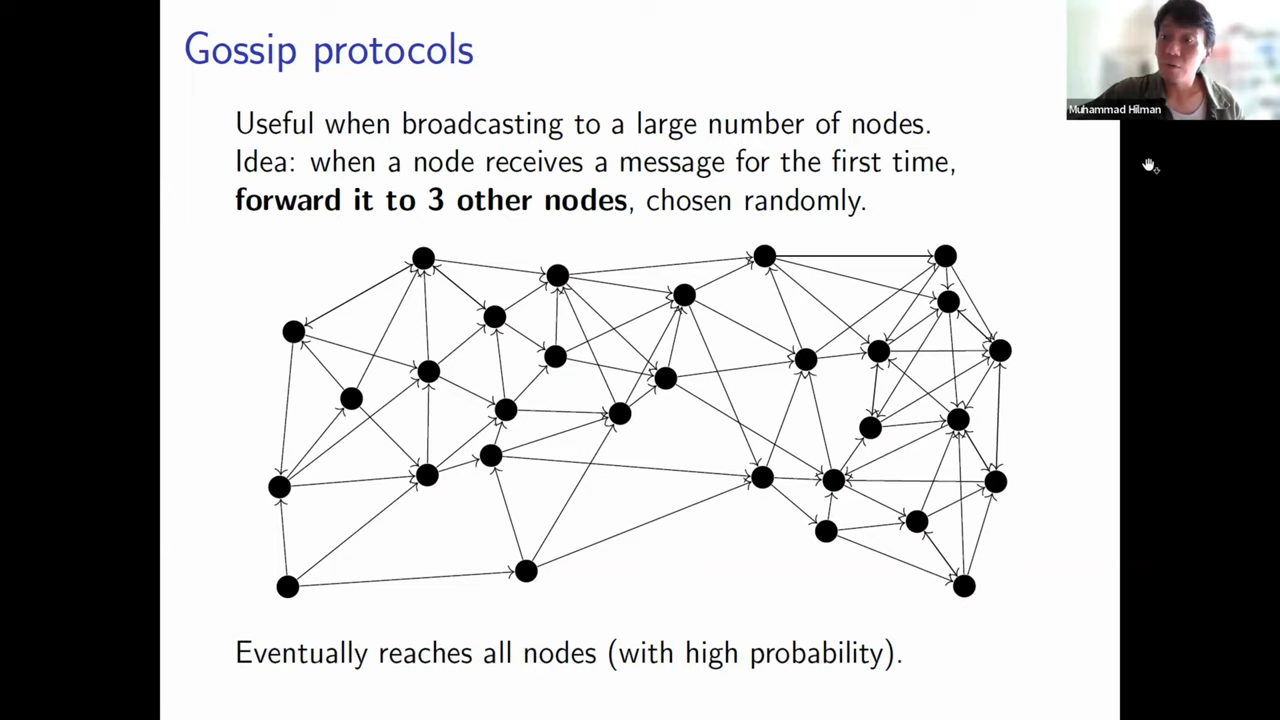 Gossip protocols
Muhammad Hilman
Useful when broadcasting to a large number of nodes.
Idea: when a node receives a message for the first time,
forward it to 3 other nodes, chosen randomly.
Eventually reaches all nodes (with high probability).